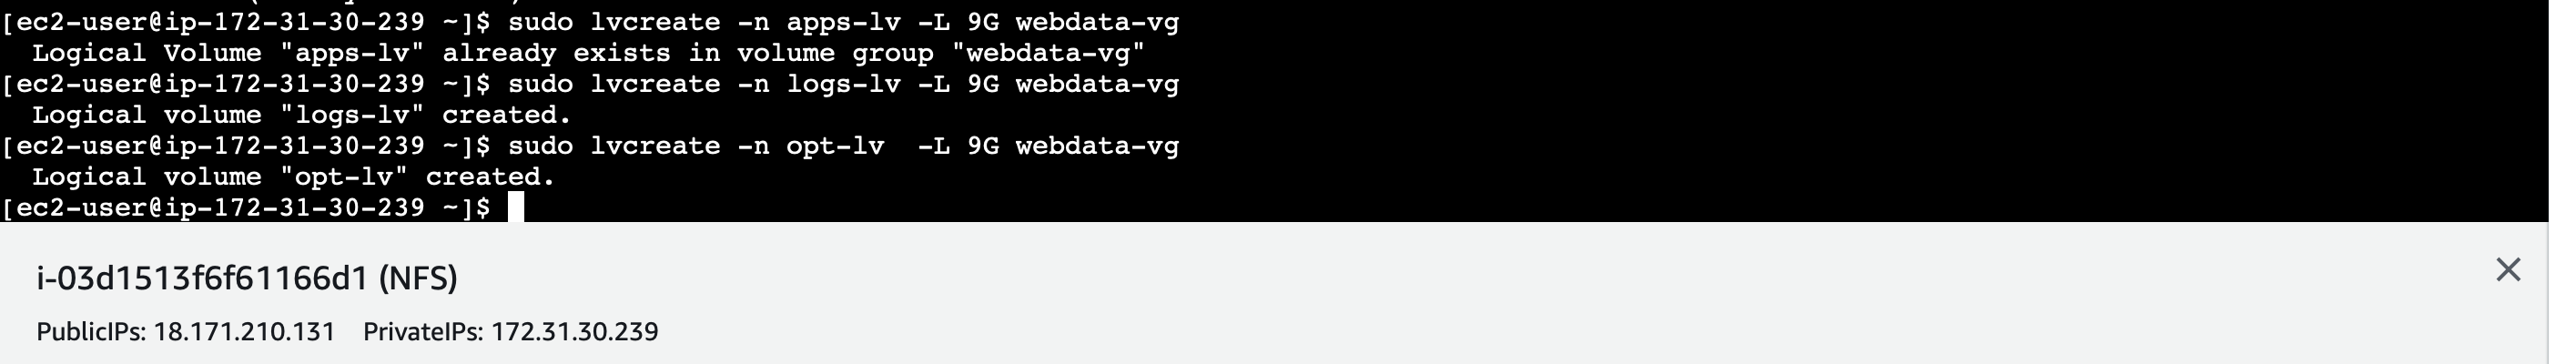 [ec2-user@ip-172-31-30-239 ~]$ sudo lvcreate -n apps-lv -L 9G webdata-vg
  Logical Volume "apps-lv" already exists in volume group "webdata-vg"
[ec2-user@ip-172-31-30-239 ~]$ sudo lvcreate -n logs-lv -L 9G webdata-vg
  Logical volume "logs-lv" created.
[ec2-user@ip-172-31-30-239 ~]$ sudo lvcreate -n opt-lv  -L 9G webdata-vg
  Logical volume "opt-lv" created.
[ec2-user@ip-172-31-30-239 ~]$
i-03d1513f6f61166d1 (NFS)
PublicIPs: 18.171.210.131    PrivateIPs: 172.31.30.239